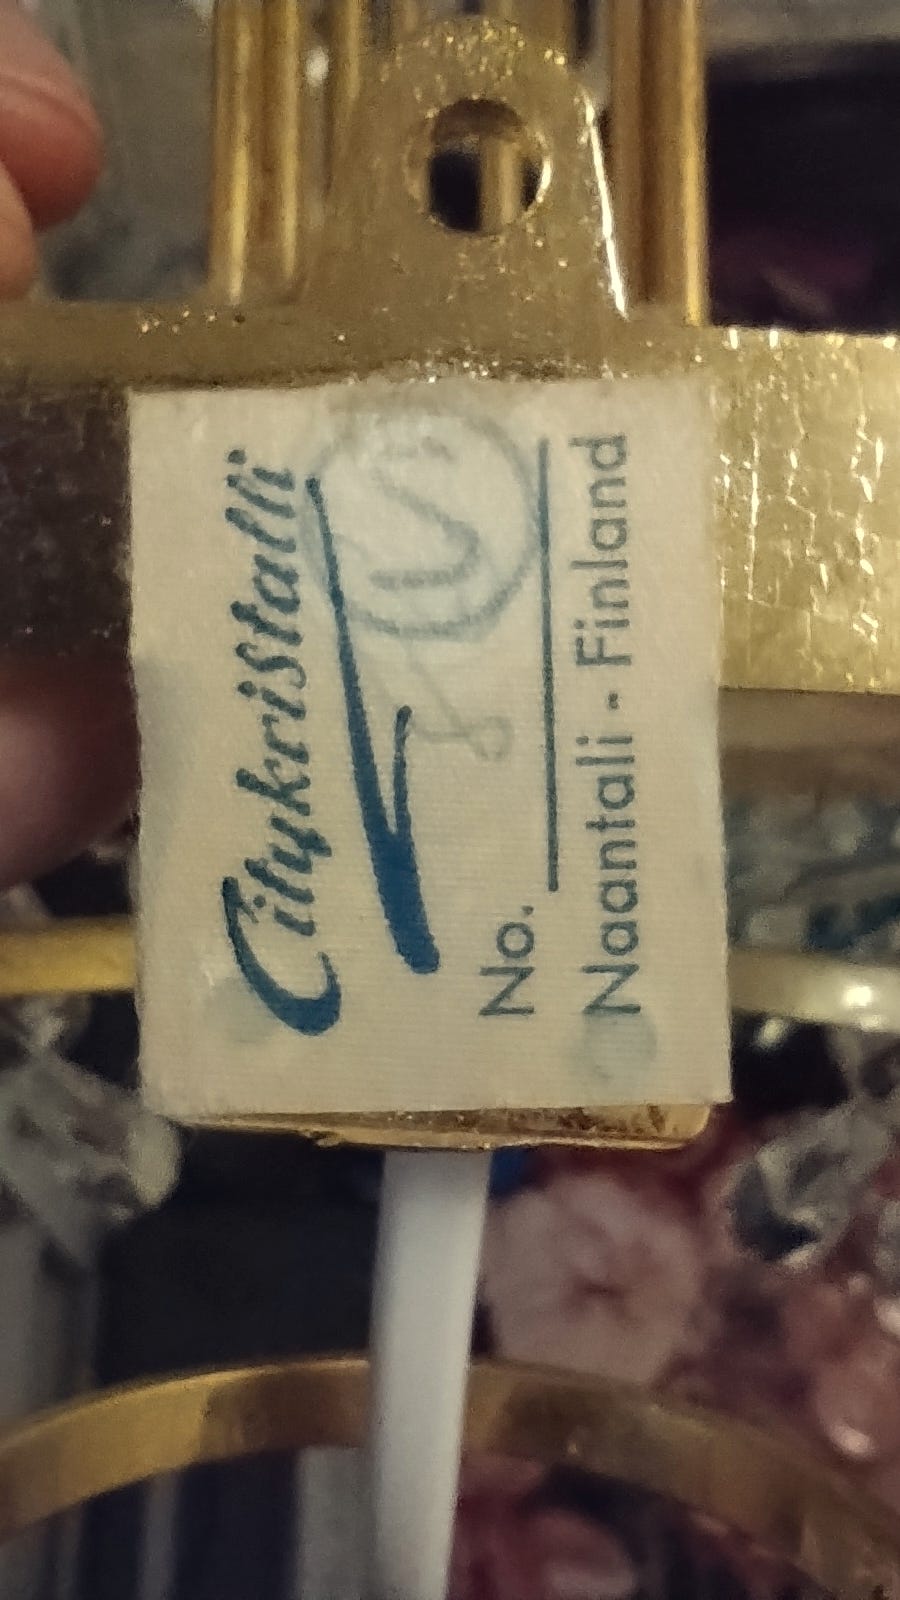 Citykristalli
No.
Naantali - Finland